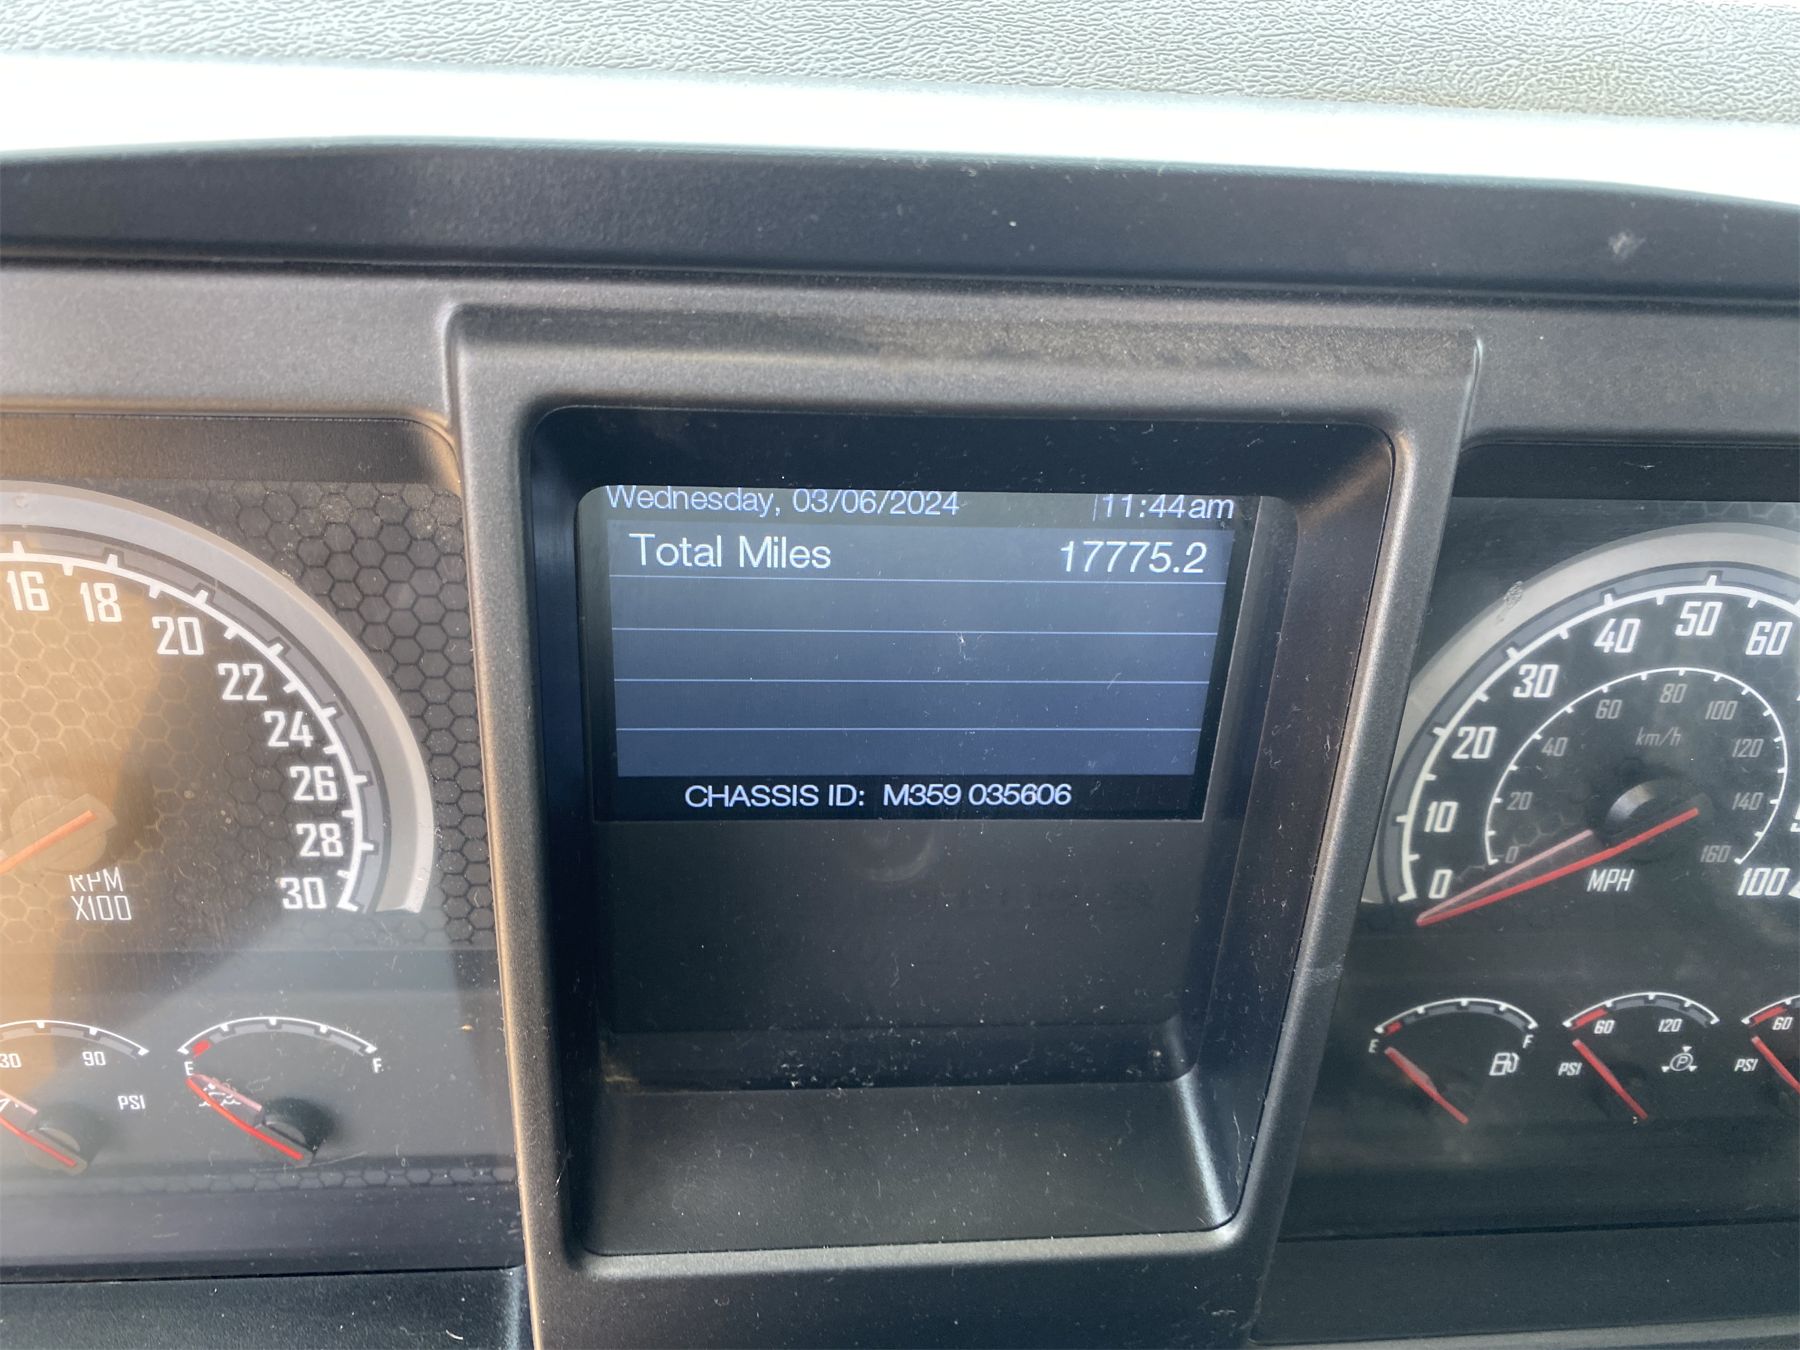 Wednesday, 03/06/2024 11:44am
Total Miles 17775.2
CHASSIS ID: M359 035606
16 18 20 22 24 26 28 30
RPM
X100
0 10 20 30 40 50 60 100
0 20 40 60 80 100 120 140 160
km/h
MPH
30 90
PSI
E F
E F
60 120
PSI
P
60
PSI